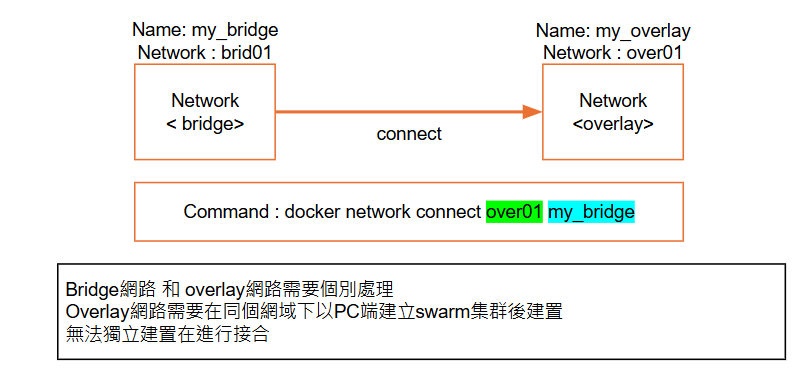 Name: my_bridge
Network : brid01
Name: my_overlay
Network : over01
Network
< bridge>
connect
Network
<overlay>
Command : docker network connect over01 my_bridge
Bridge網路 和 overlay網路需要個別處理
Overlay網路需要在同個網域下以PC端建立swarm集群後建置
無法獨立建置在進行接合